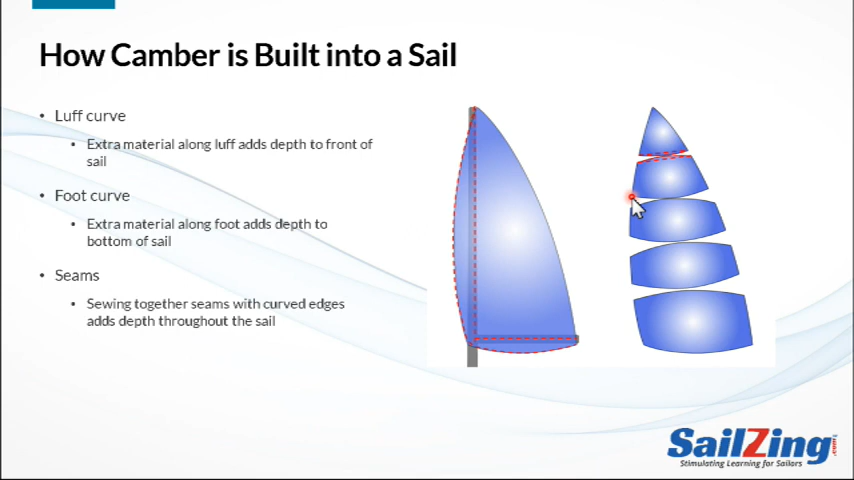 How Camber is Built into a Sail
• Luff curve
• Extra material along luff adds depth to front of
sail
• Foot curve
• Extra material along foot adds depth to
bottom of sail
• Seams
• Sewing together seams with curved edges
adds depth throughout the sail
SailZing.com
Stimulating Learning for Sailors